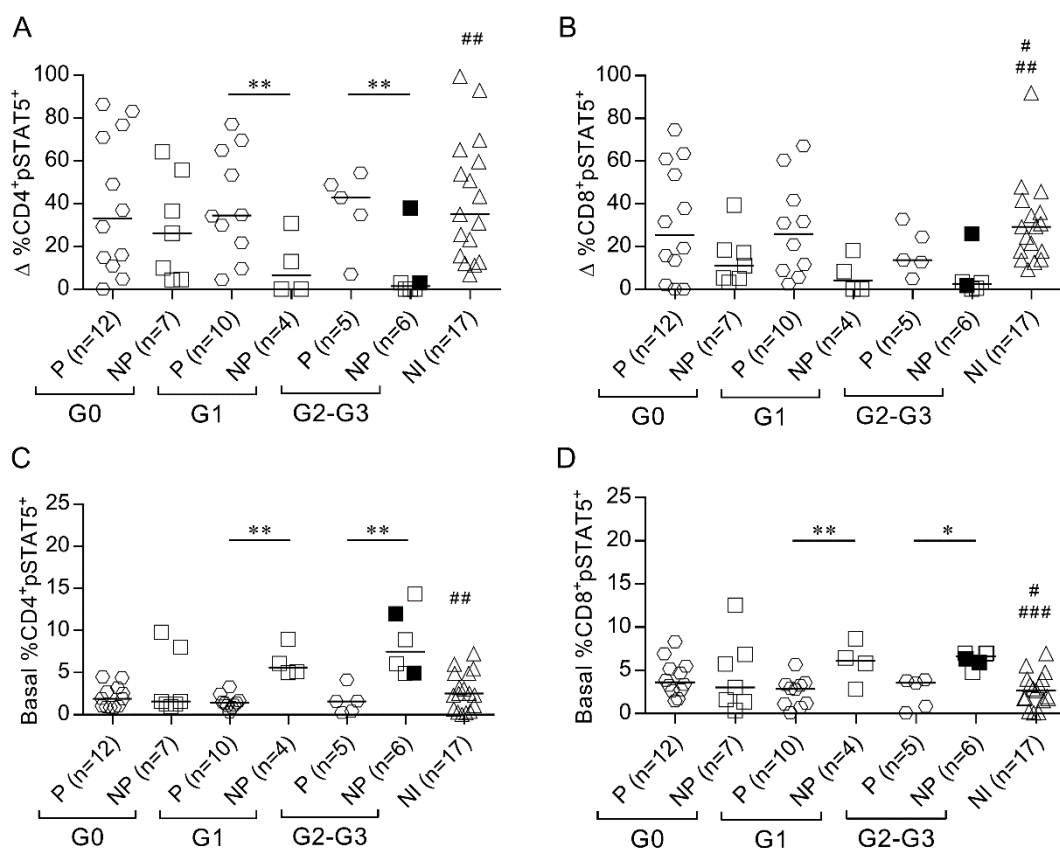 A
Δ %CD4⁺pSTAT5⁺
100
80
60
40
20
0
**
**
##
P (n=12)
NP (n=7)
P (n=10)
NP (n=4)
P (n=5)
NP (n=6)
NI (n=17)
G0
G1
G2-G3
B
Δ %CD8⁺pSTAT5⁺
100
80
60
40
20
0
#
##
P (n=12)
NP (n=7)
P (n=10)
NP (n=4)
P (n=5)
NP (n=6)
NI (n=17)
G0
G1
G2-G3
C
Basal %CD4⁺pSTAT5⁺
25
20
15
10
5
0
**
**
##
P (n=12)
NP (n=7)
P (n=10)
NP (n=4)
P (n=5)
NP (n=6)
NI (n=17)
G0
G1
G2-G3
D
Basal %CD8⁺pSTAT5⁺
25
20
15
10
5
0
**
*
#
###
P (n=12)
NP (n=7)
P (n=10)
NP (n=4)
P (n=5)
NP (n=6)
NI (n=17)
G0
G1
G2-G3